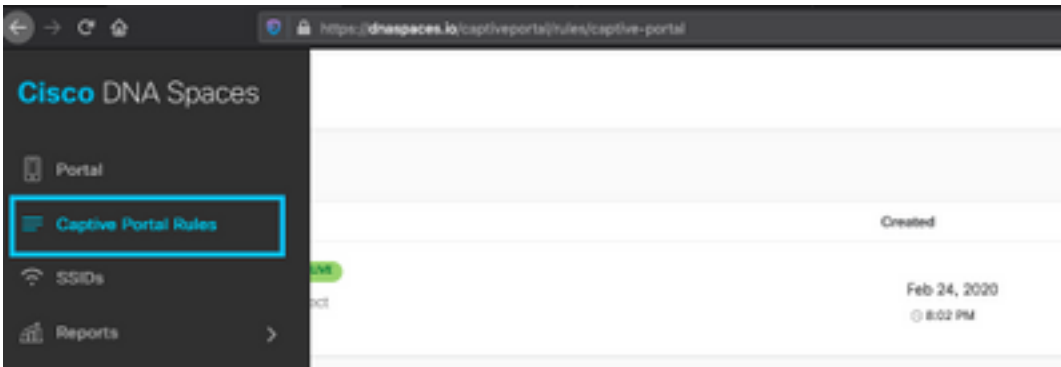 https://dnaspaces.io/captiveportal/rules/captive-portal
Cisco DNA Spaces
Portal
Captive Portal Rules
Created
SSIDs
LIVE
Feb 24, 2020
8:02 PM
Reports